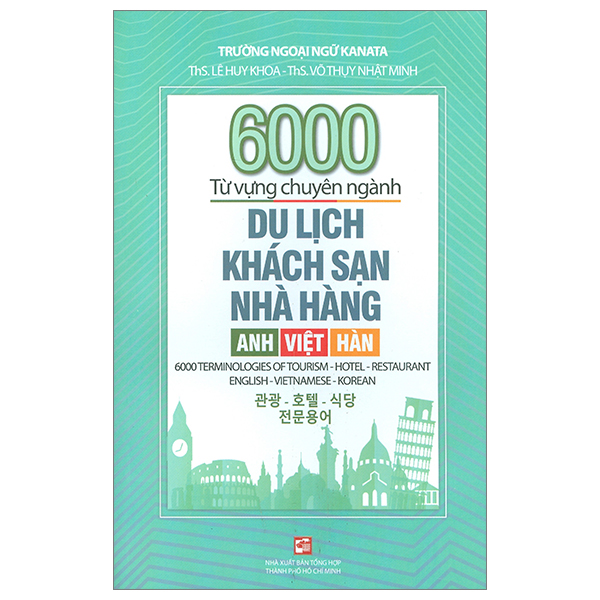 TRƯỜNG NGOẠI NGỮ KANATA
ThS. LÊ HUY KHOA - ThS. VÕ THỤY NHẬT MINH
6000
Từ vựng chuyên ngành
DU LỊCH
KHÁCH SẠN
NHÀ HÀNG
ANH VIỆT HÀN
6000 TERMINOLOGIES OF TOURISM - HOTEL - RESTAURANT
ENGLISH - VIETNAMESE - KOREAN
관광 - 호텔 - 식당
전문용어
NHÀ XUẤT BẢN TỔNG HỢP
THÀNH PHỐ HỒ CHÍ MINH